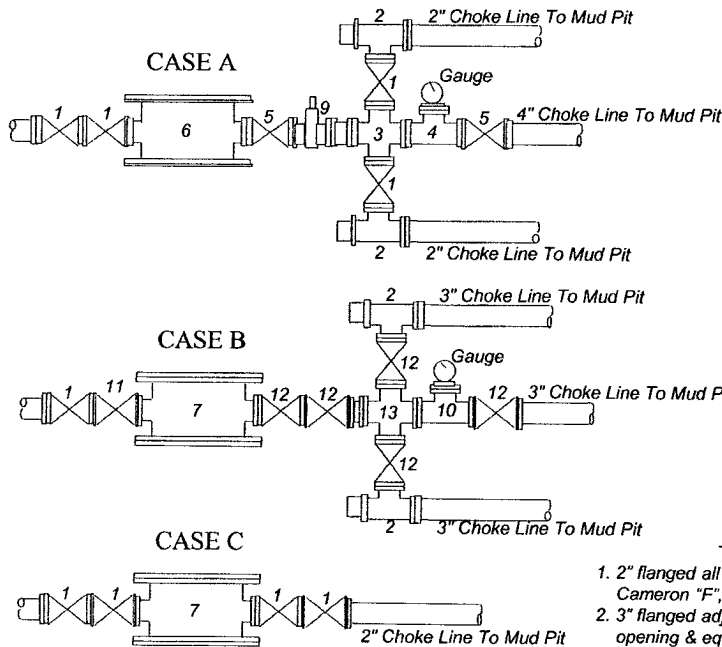 2
2" Choke Line To Mud Pit
CASE A
1
Gauge
9
1
1
6
5
3
4
5
4" Choke Line To Mud Pit
1
2
2" Choke Line To Mud Pit
2
3" Choke Line To Mud Pit
CASE B
12
Gauge
1
11
7
12
12
13
10
12
3" Choke Line To Mud P
12
2
3" Choke Line To Mud Pit
CASE C
1
1
7
1
1
2" Choke Line To Mud Pit
1. 2" flanged all
Cameron "F",
2. 3" flanged adj
opening & eq